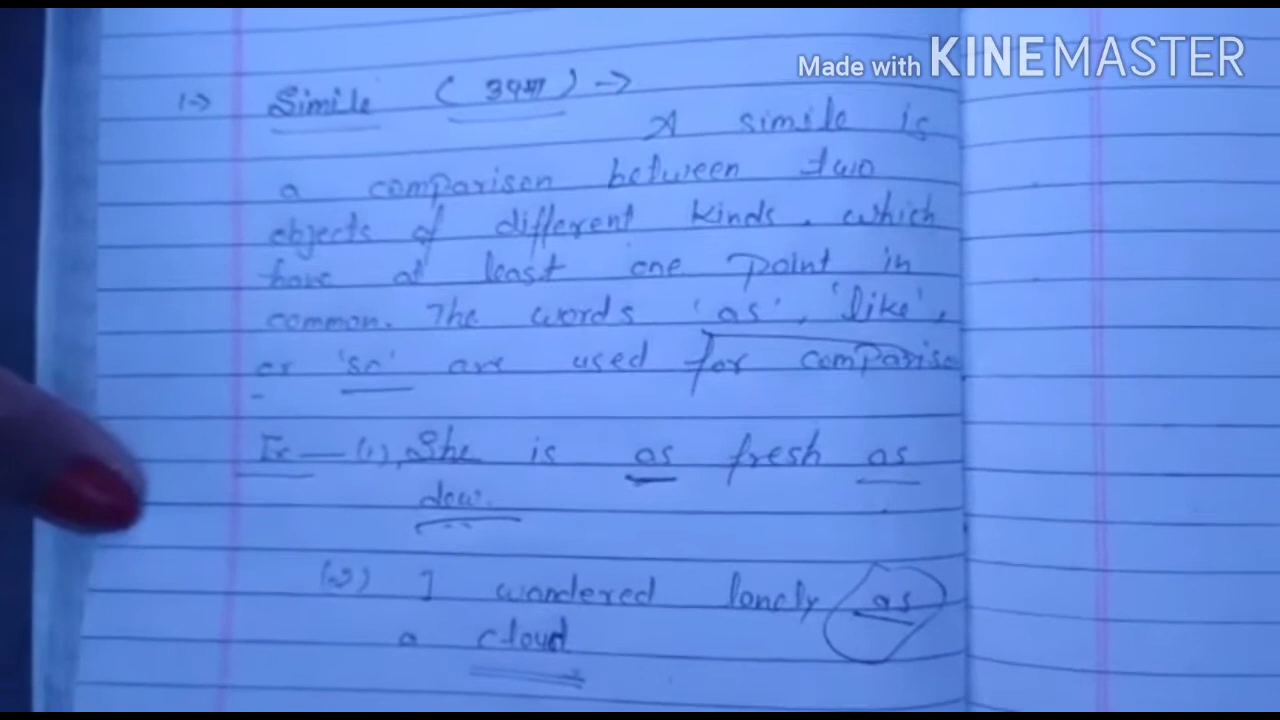 Made with KINEMASTER
1→ Simile (उपमा) →
A simile is
a comparison between two
objects of different kinds. which
have at least one point in
common. The words 'as', 'like',
or 'so' are used for compariso
Ex - (1), She is as fresh as
dew.
(2) I wandered lonely as
a cloud